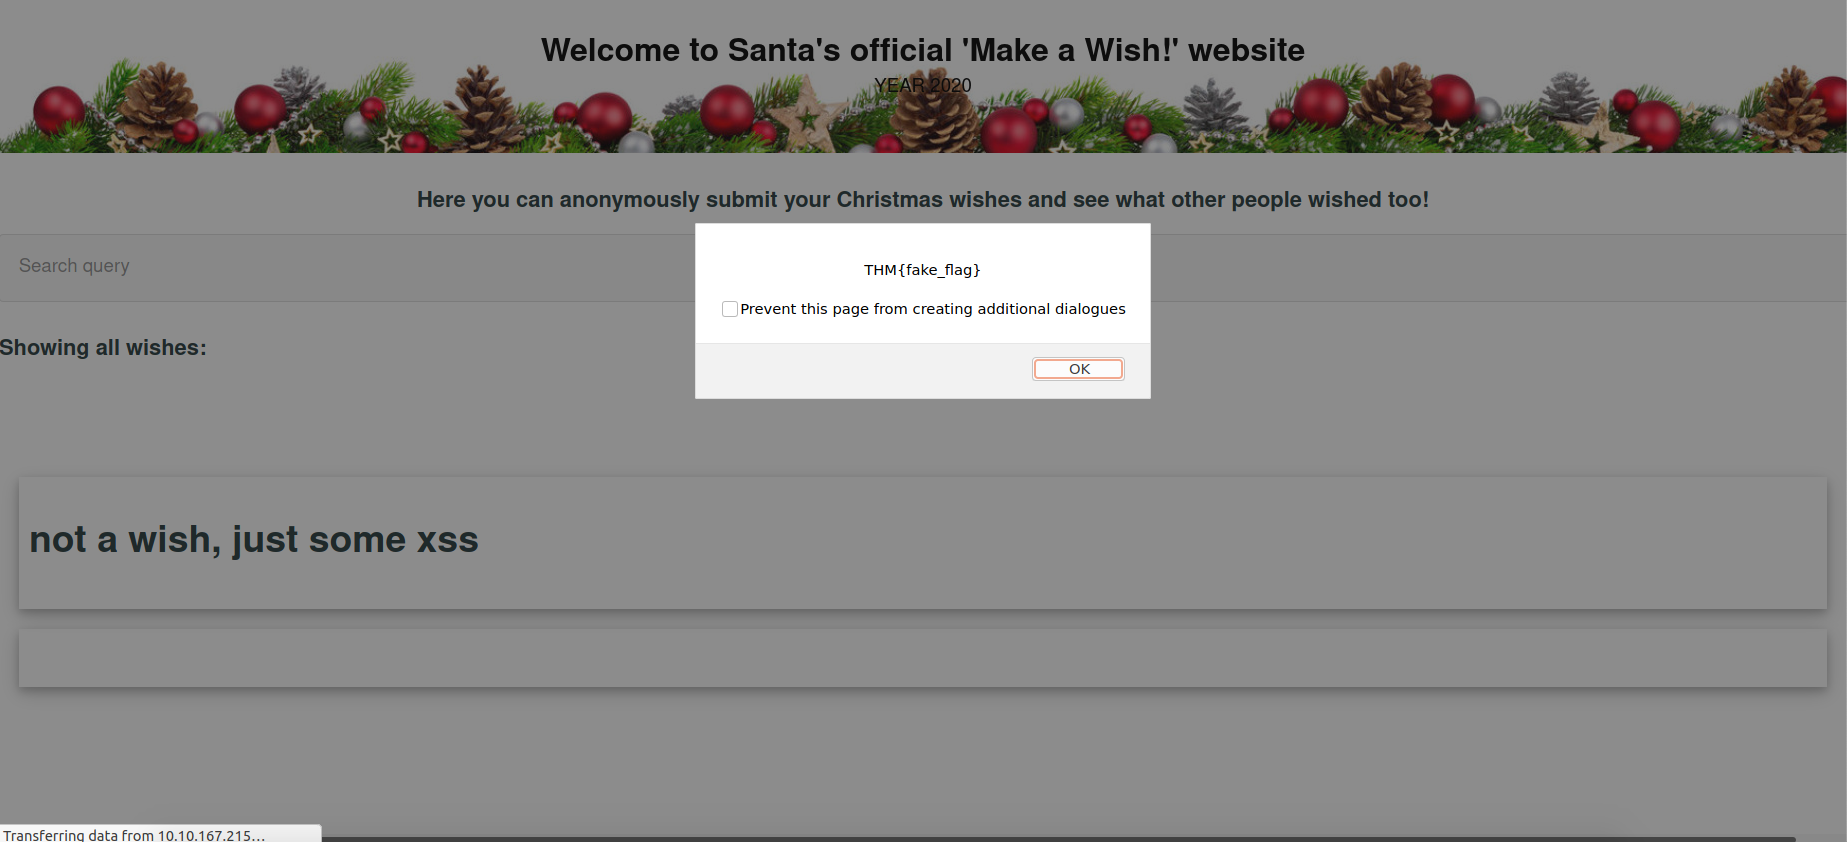 Welcome to Santa's official 'Make a Wish!' website
YEAR 2020
Here you can anonymously submit your Christmas wishes and see what other people wished too!
Search query
THM{fake_flag}
Prevent this page from creating additional dialogues
OK
Showing all wishes:
not a wish, just some xss
Transferring data from 10.10.167.215...